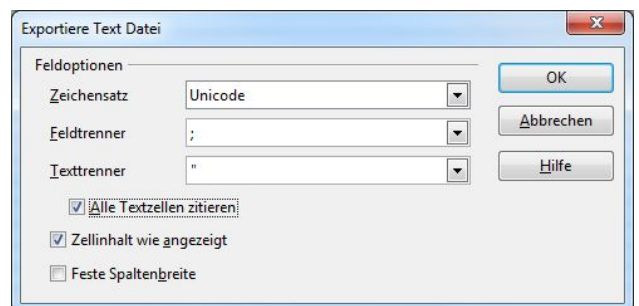 Exportiere Text Datei
Feldoptionen
Zeichensatz Unicode
Feldtrenner ;
Texttrenner "
Alle Textzellen zitieren
Zellinhalt wie angezeigt
Feste Spaltenbreite
OK
Abbrechen
Hilfe